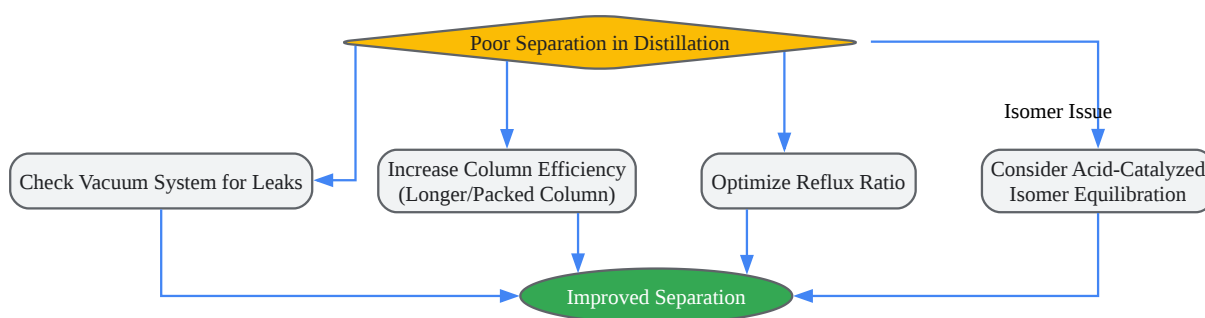 Poor Separation in Distillation
Isomer Issue
Check Vacuum System for Leaks
Increase Column Efficiency
(Longer/Packed Column)
Optimize Reflux Ratio
Consider Acid-Catalyzed
Isomer Equilibration
Improved Separation